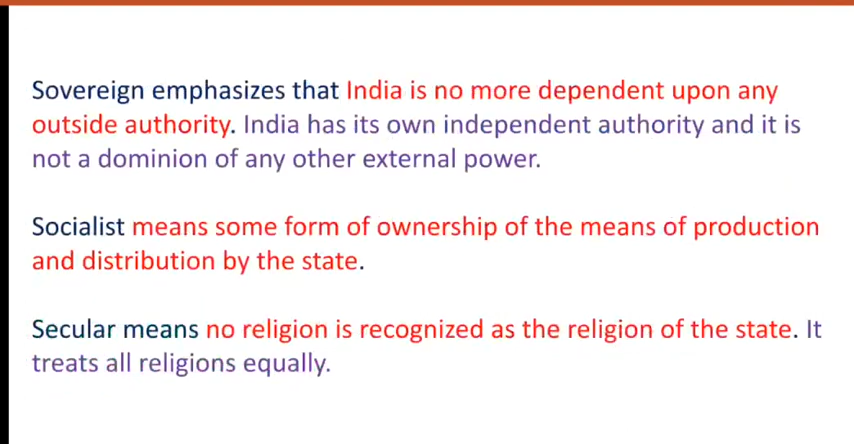 Sovereign emphasizes that India is no more dependent upon any
outside authority. India has its own independent authority and it is
not a dominion of any other external power.
Socialist means some form of ownership of the means of production
and distribution by the state.
Secular means no religion is recognized as the religion of the state. It
treats all religions equally.